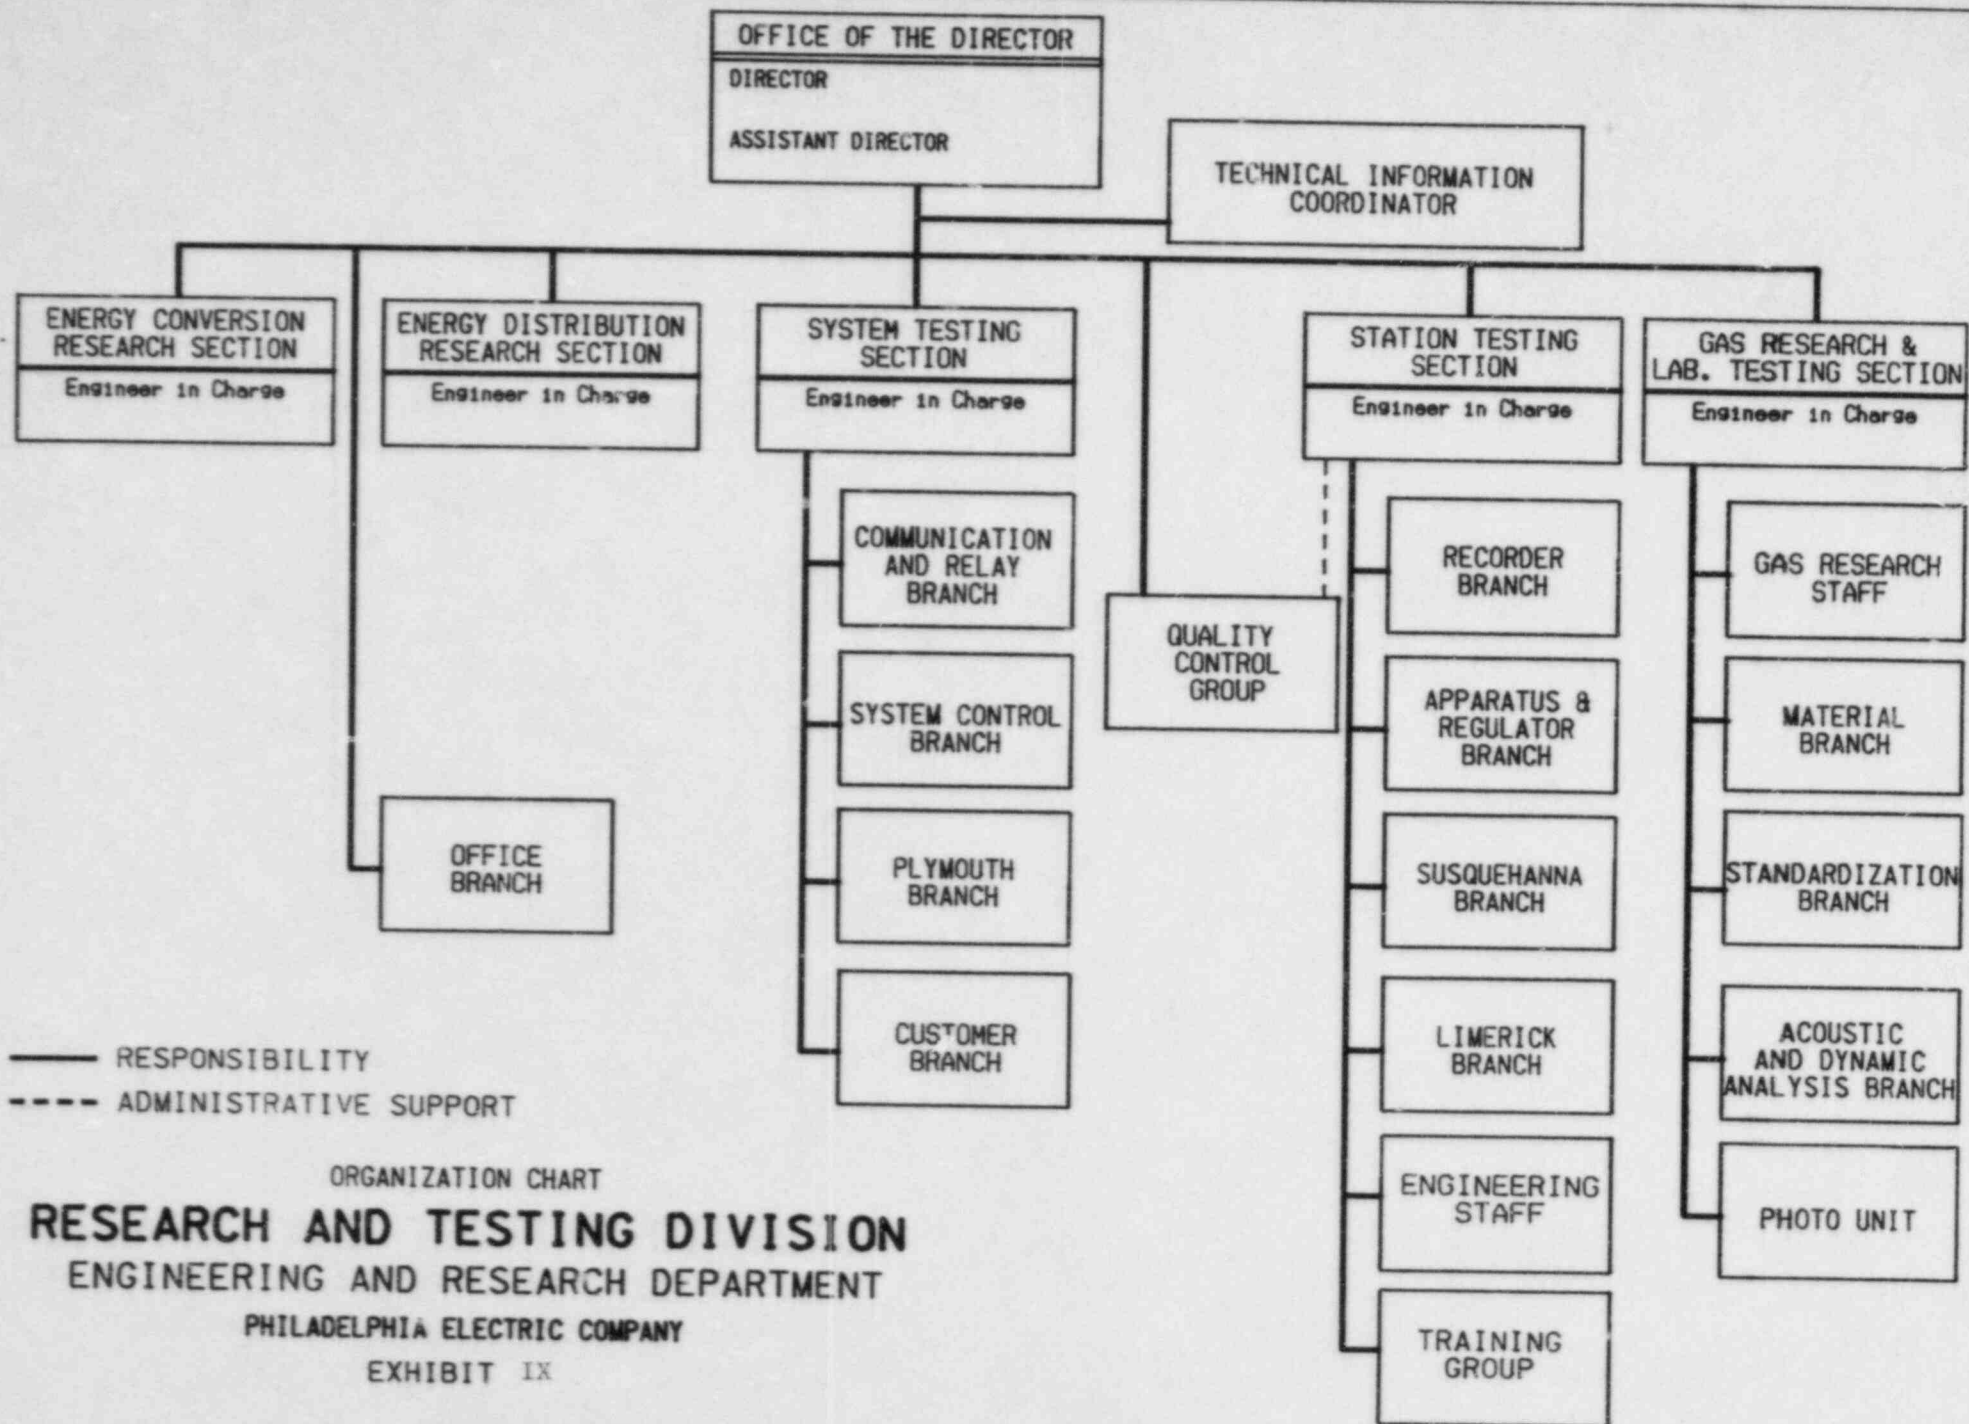 OFFICE OF THE DIRECTOR
DIRECTOR
ASSISTANT DIRECTOR
TECHNICAL INFORMATION
COORDINATOR
ENERGY CONVERSION
RESEARCH SECTION
Engineer in Charge
ENERGY DISTRIBUTION
RESEARCH SECTION
Engineer in Charge
SYSTEM TESTING
SECTION
Engineer in Charge
STATION TESTING
SECTION
Engineer in Charge
GAS RESEARCH &
LAB. TESTING SECTION
Engineer in Charge
OFFICE
BRANCH
COMMUNICATION
AND RELAY
BRANCH
SYSTEM CONTROL
BRANCH
PLYMOUTH
BRANCH
CUSTOMER
BRANCH
QUALITY
CONTROL
GROUP
RECORDER
BRANCH
APPARATUS &
REGULATOR
BRANCH
SUSQUEHANNA
BRANCH
LIMERICK
BRANCH
ENGINEERING
STAFF
TRAINING
GROUP
GAS RESEARCH
STAFF
MATERIAL
BRANCH
STANDARDIZATION
BRANCH
ACOUSTIC
AND DYNAMIC
ANALYSIS BRANCH
PHOTO UNIT
RESPONSIBILITY
ADMINISTRATIVE SUPPORT
ORGANIZATION CHART
RESEARCH AND TESTING DIVISION
ENGINEERING AND RESEARCH DEPARTMENT
PHILADELPHIA ELECTRIC COMPANY
EXHIBIT IX